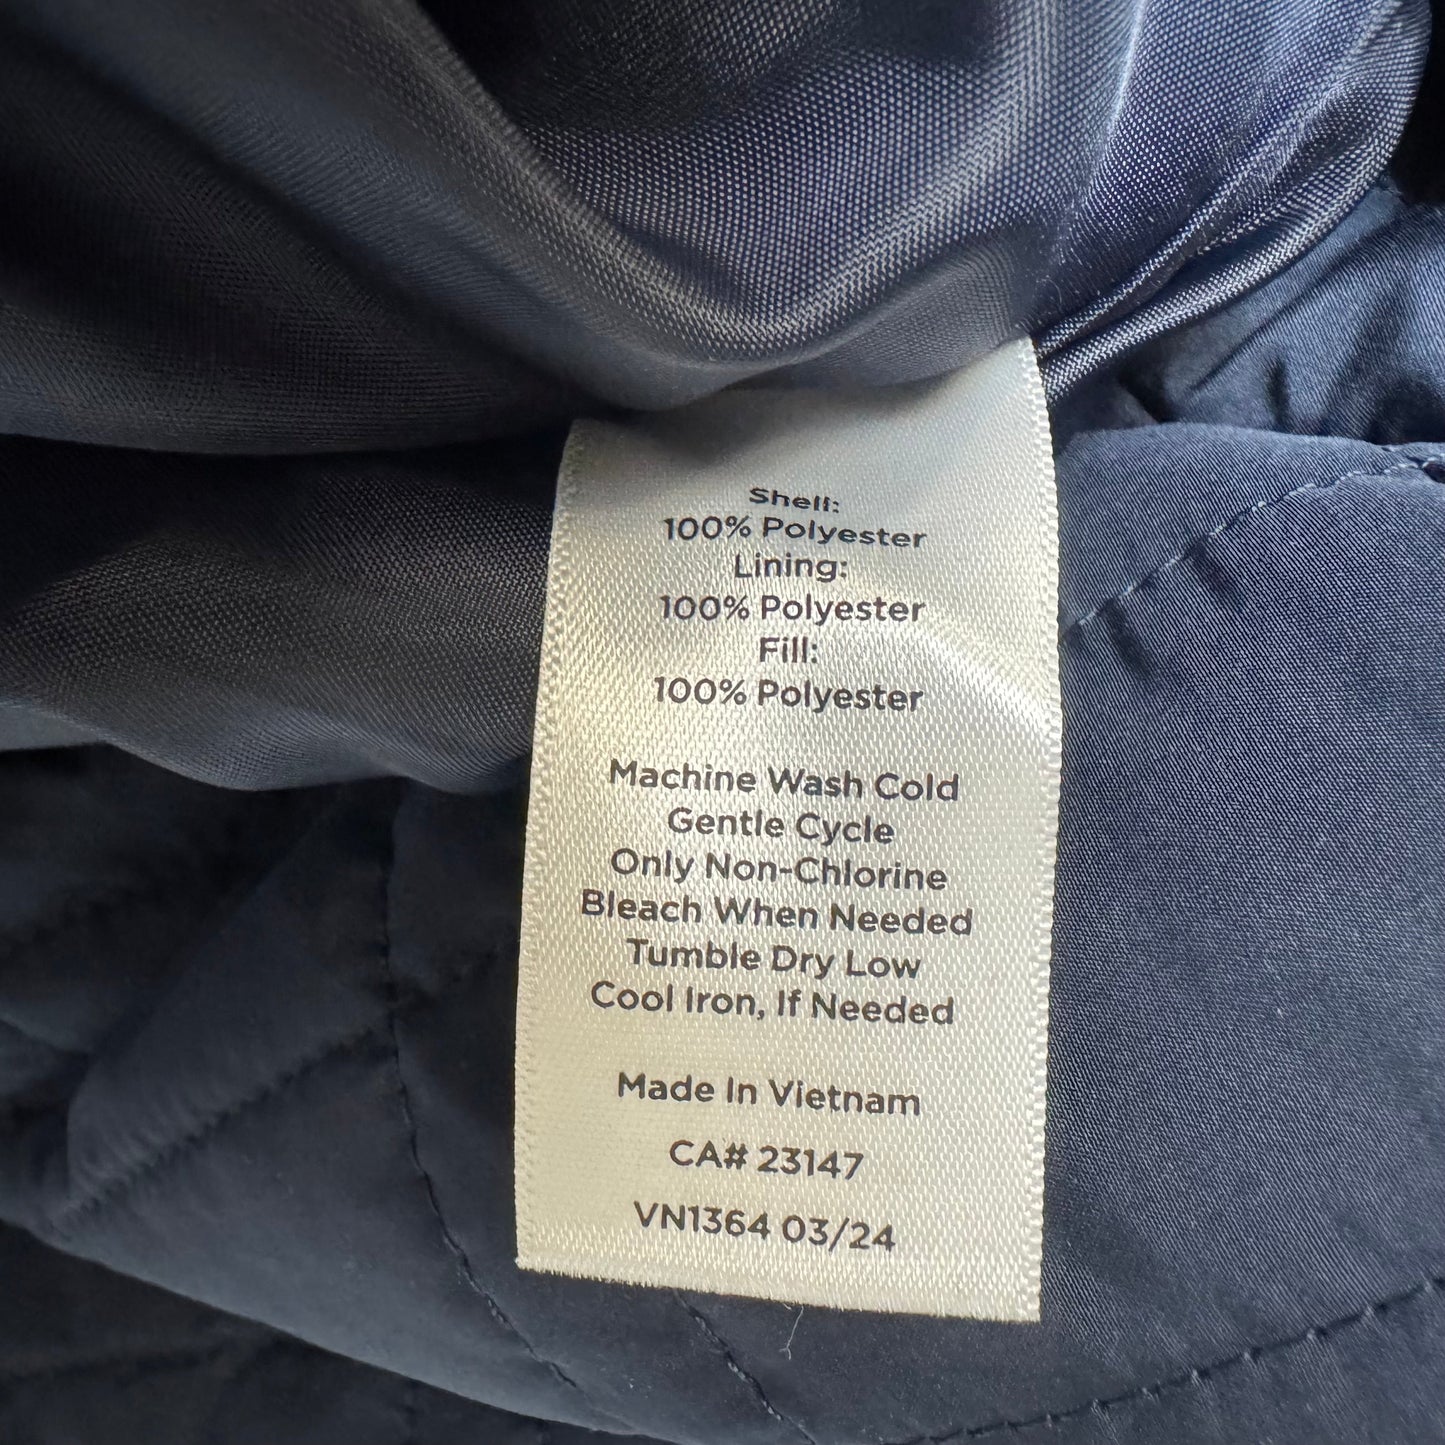 Shell:
100% Polyester
Lining:
100% Polyester
Fill:
100% Polyester
Machine Wash Cold
Gentle Cycle
Only Non-Chlorine
Bleach When Needed
Tumble Dry Low
Cool Iron, If Needed
Made In Vietnam
CA# 23147
VN1364 03/24